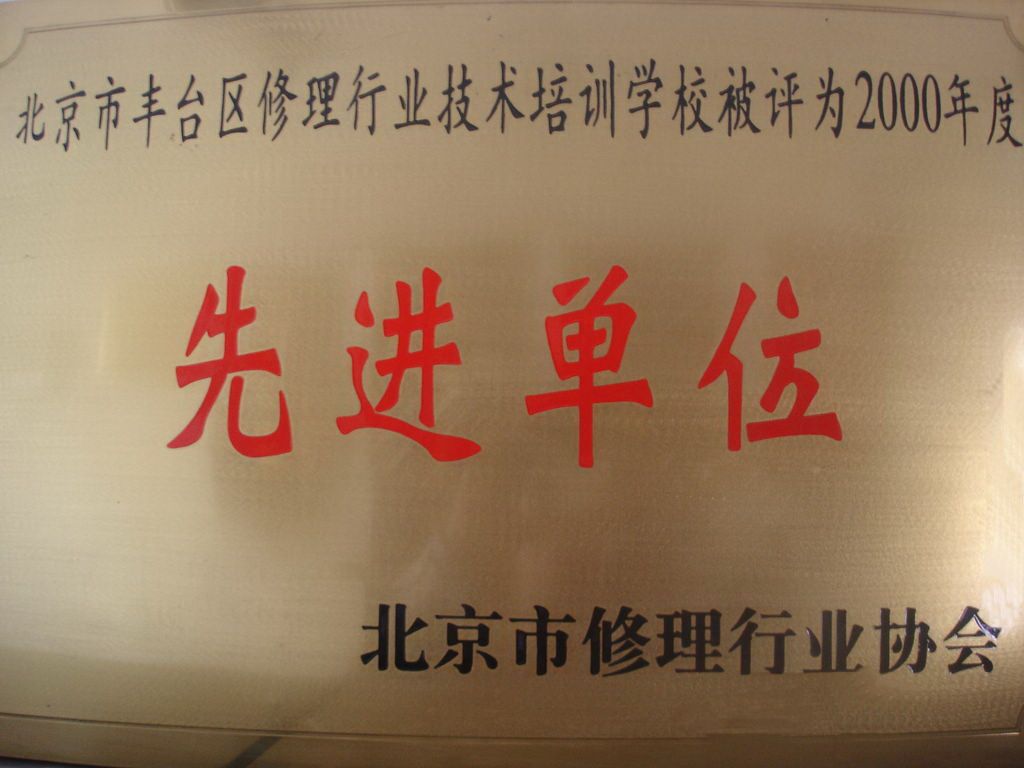 北京市丰台区修理行业技术培训学校被评为2000年度
先进单位
北京市修理行业协会